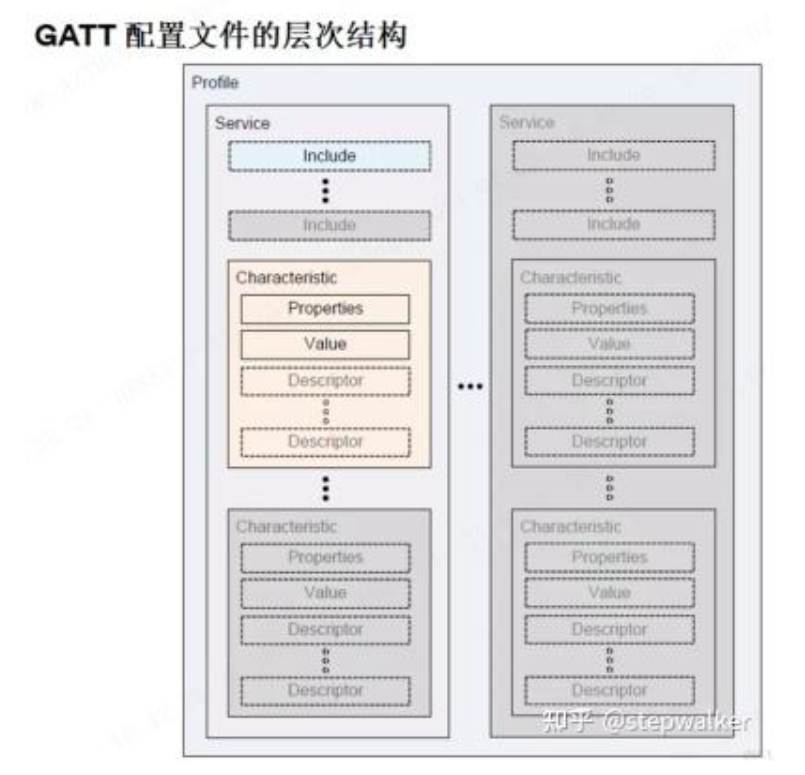 GATT 配置文件的层次结构
Profile
Service
Include
Include
Characteristic
Properties
Value
Descriptor
Descriptor
Characteristic
Properties
Value
Descriptor
Descriptor
Service
Include
Include
Characteristic
Properties
Value
Descriptor
Descriptor
Characteristic
Properties
Value
Descriptor
Descriptor
知乎 @stepwalker